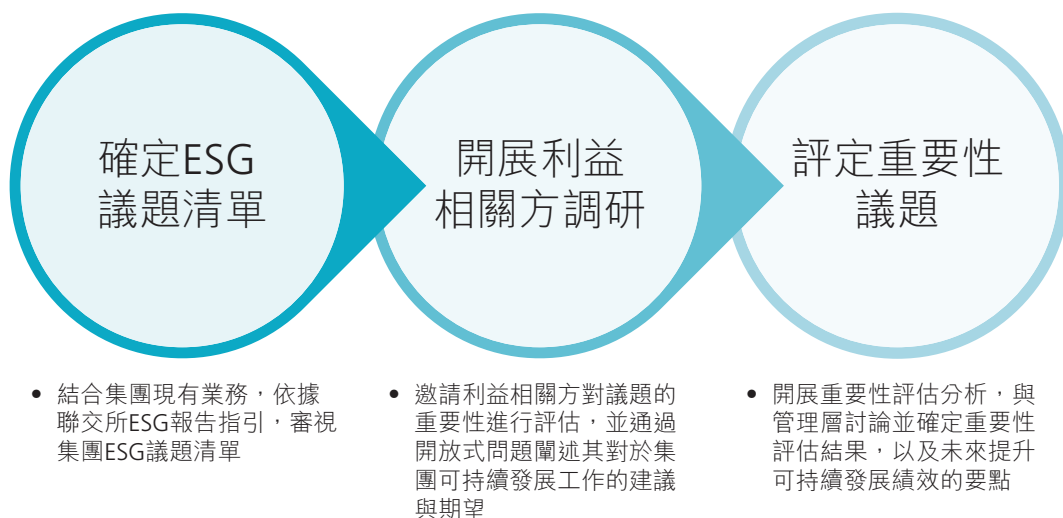 確定ESG
議題清單
開展利益
相關方調研
評定重要性
議題
• 結合集團現有業務，依據
聯交所ESG報告指引，審視
集團ESG議題清單
• 邀請利益相關方對議題的
重要性進行評估，並通過
開放式問題闡述其對於集
團可持續發展工作的建議
與期望
• 開展重要性評估分析，與
管理層討論並確定重要性
評估結果，以及未來提升
可持續發展績效的要點